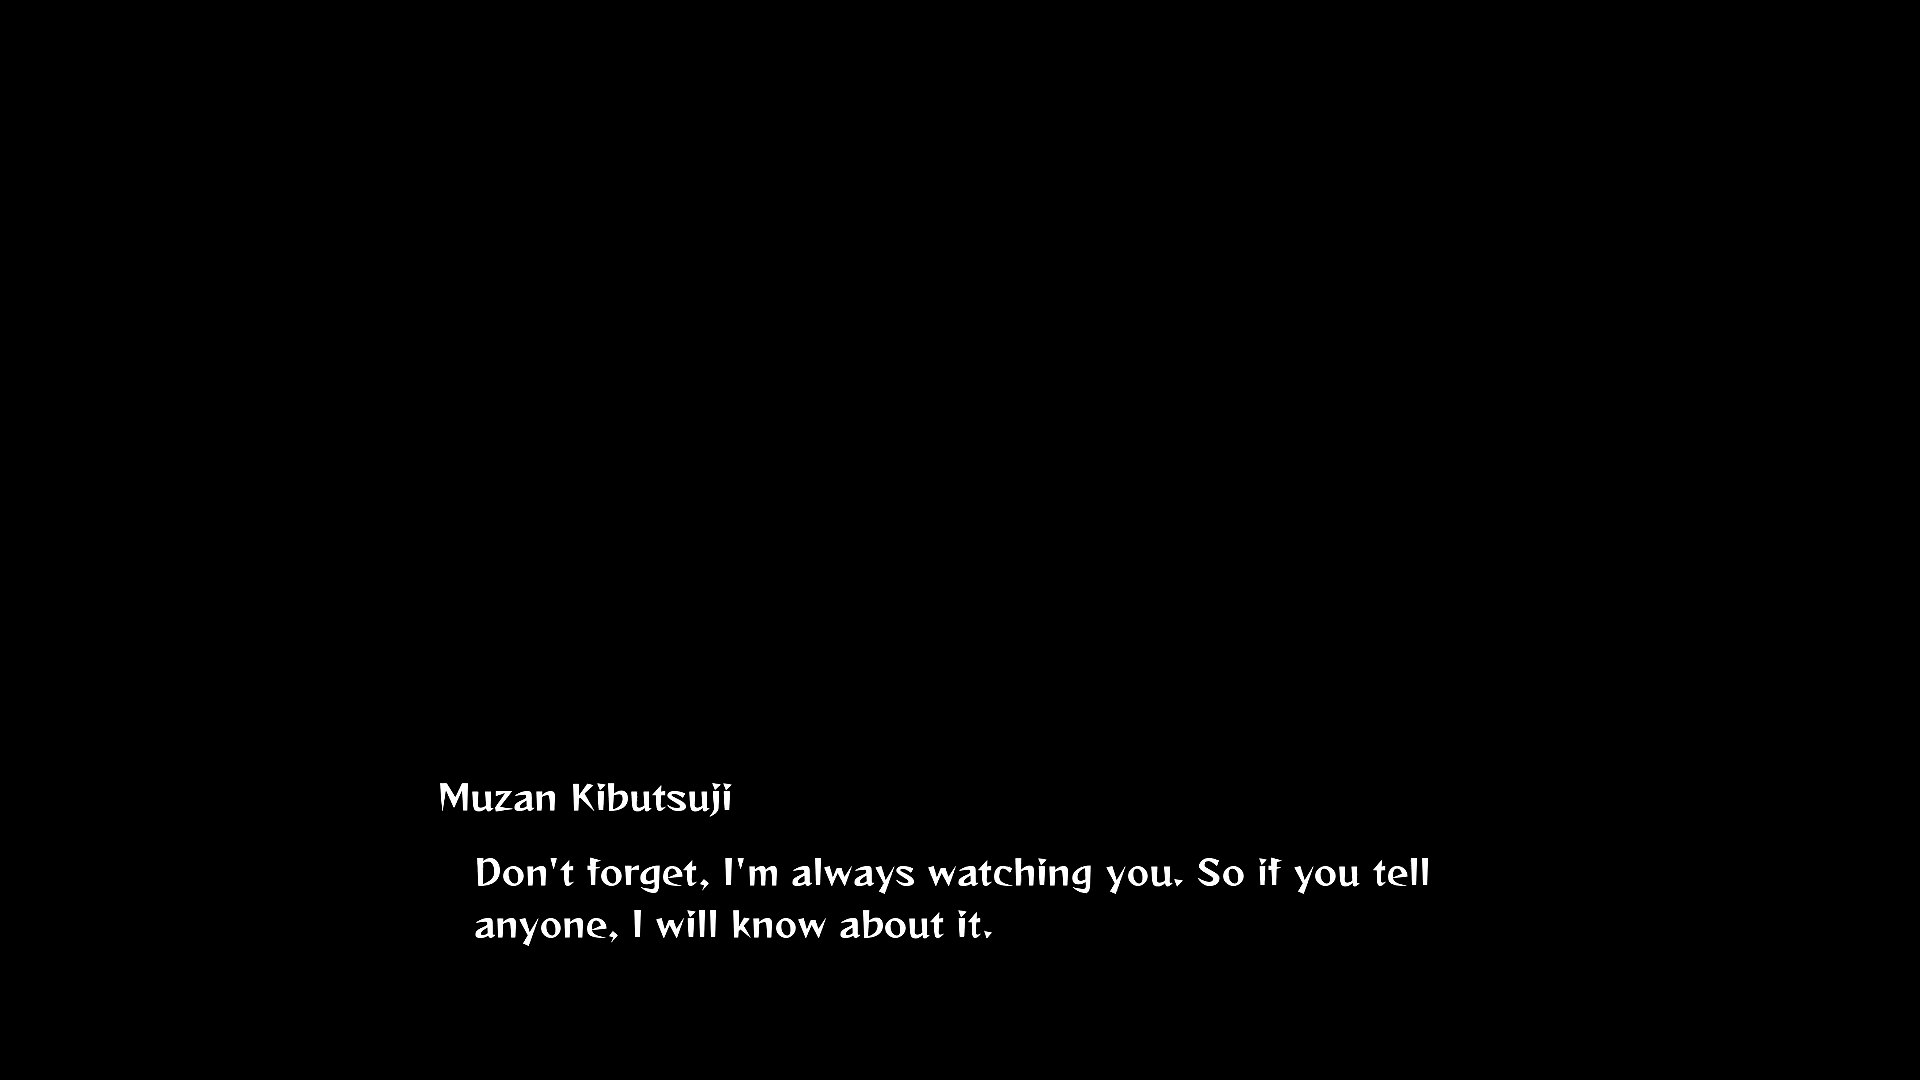 Muzan Kibutsuji
Don't forget, I'm always watching you. So if you tell
anyone, I will know about it.